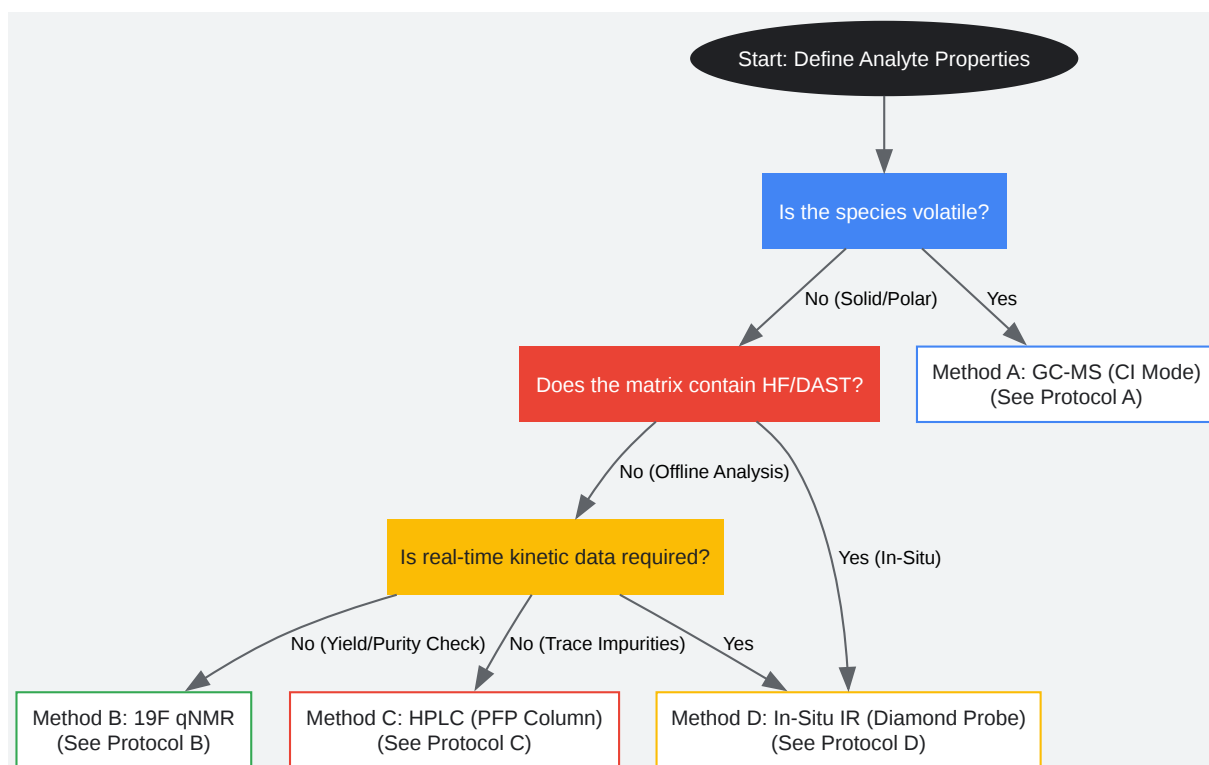 Start: Define Analyte Properties
Is the species volatile?
No (Solid/Polar)
Yes
Does the matrix contain HF/DAST?
Method A: GC-MS (CI Mode)
(See Protocol A)
No (Offline Analysis)
Yes (In-Situ)
Is real-time kinetic data required?
No (Yield/Purity Check)
No (Trace Impurities)
Yes
Method B: 19F qNMR
(See Protocol B)
Method C: HPLC (PFP Column)
(See Protocol C)
Method D: In-Situ IR (Diamond Probe)
(See Protocol D)